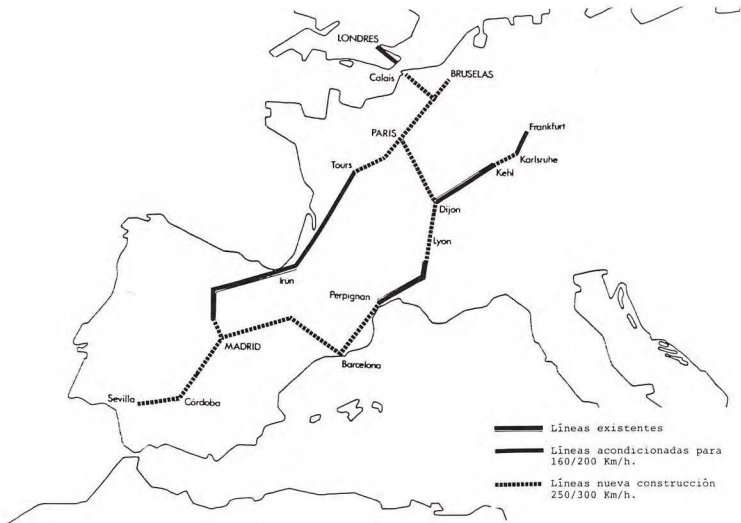 LONDRES
Calais
BRUSELAS
PARIS
Frankfurt
Tours
Karlsruhe
Kehl
Dijon
Lyon
Irun
Perpignan
MADRID
Barcelona
Sevilla
Córdoba
Líneas existentes
Líneas acondicionadas para
160/200 Km/h.
Líneas nueva construcción
250/300 Km/h.